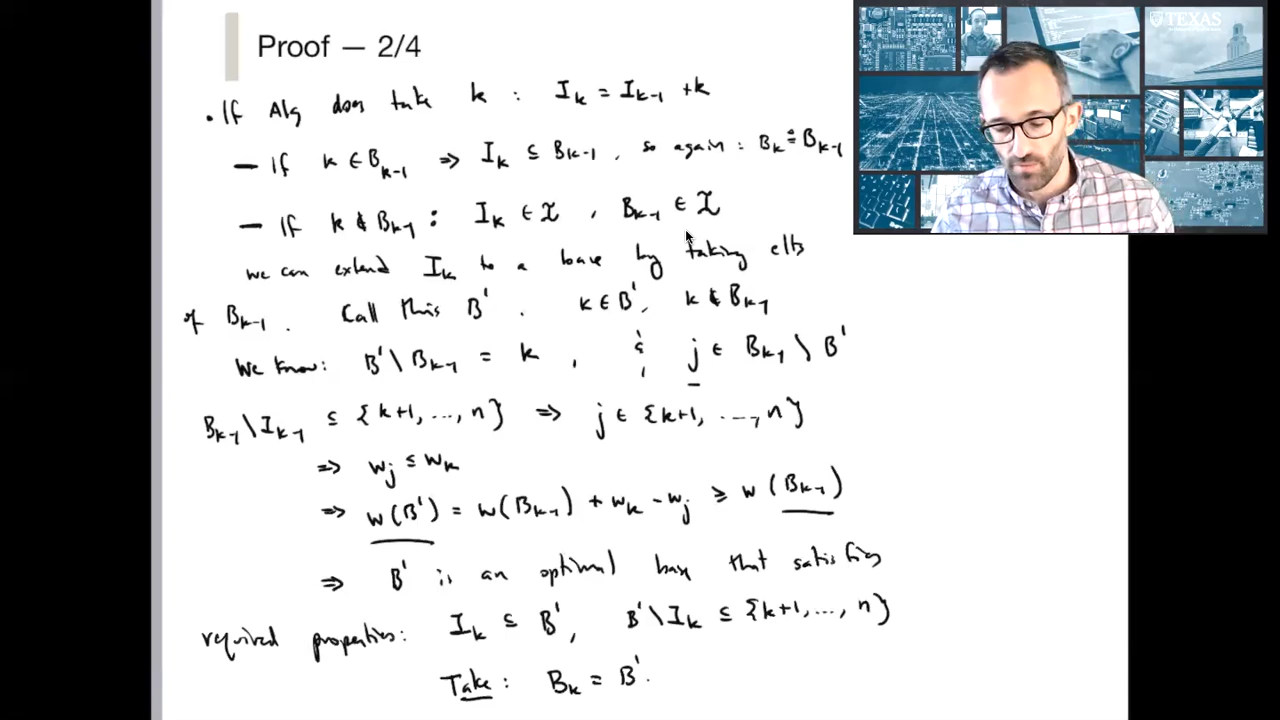 Proof — 2/4
TEXAS
• If Alg does take k : I_k = I_{k-1} + k
— If k ∈ B_{k-1} ⇒ I_k ⊆ B_{k-1} , so again : B_k ≜ B_{k-1}
— If k ∉ B_{k-1} : I_k ∈ ℐ , B_{k-1} ∈ ℐ
we can extend I_k to a base by taking elts
of B_{k-1} . Call this B' . k ∈ B' , k ∉ B_{k-1}
We know: B' \ B_{k-1} = k , & j ∈ B_{k-1} \ B'
B_{k-1} \ I_{k-1} ⊆ {k+1, ..., n} ⇒ j ∈ {k+1, ..., n}
⇒ w_j ≤ w_k
⇒ w(B') = w(B_{k-1}) + w_k - w_j ≥ w(B_{k-1})
⇒ B' is an optimal base that satisfies
required properties: I_k ⊆ B' , B' \ I_k ⊆ {k+1, ..., n}
Take : B_k = B' .